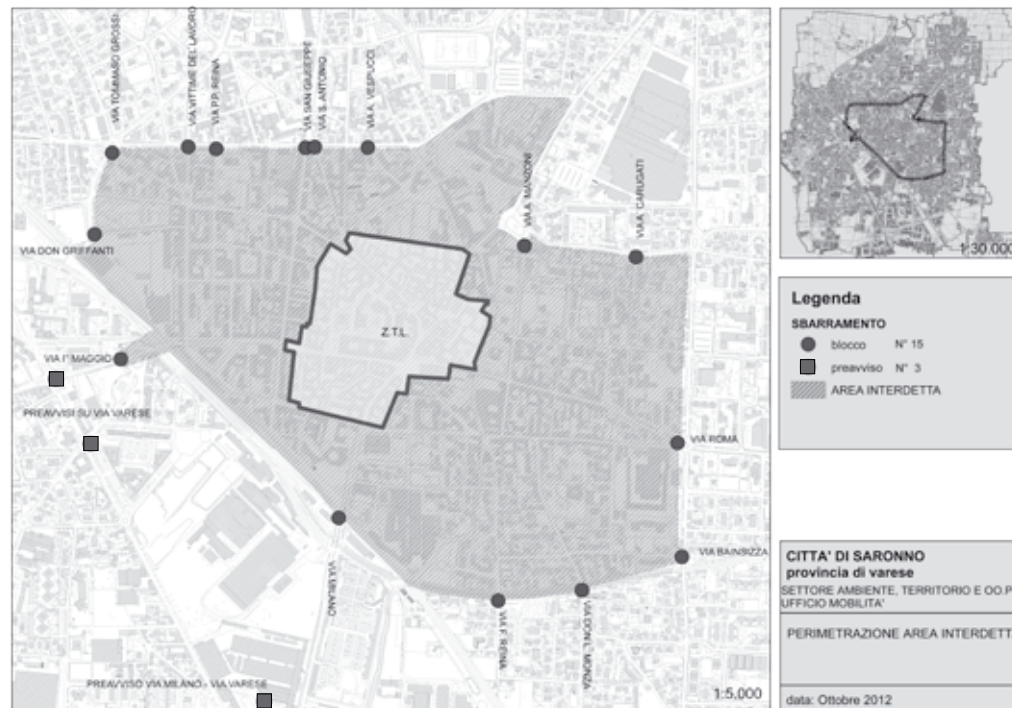 VIA TOMMASO GROSSI
VIA VITTIME DEL LAVORO
VIA P.P. REINA
VIA SAN GIUSEPPE
VIA S. ANTONIO
VIA A. VESPUCCI
VIA A. MANZONI
VIA A. CARUGATI
VIA DON GRIFFANTI
Z.T.L.
VIA I° MAGGIO
PREAVVISI SU VIA VARESE
VIA ROMA
VIA BAINSIZZA
VIA MILANO
VIA F. REINA
VIA DON L. MONZA
PREAVVISO VIA MILANO - VIA VARESE
1:5.000
1:30.000
Legenda
SBARRAMENTO
blocco N° 15
preavviso N° 3
AREA INTERDETTA
CITTA' DI SARONNO
provincia di varese
SETTORE AMBIENTE, TERRITORIO E OO.P
UFFICIO MOBILITA'
PERIMETRAZIONE AREA INTERDETT
data: Ottobre 2012